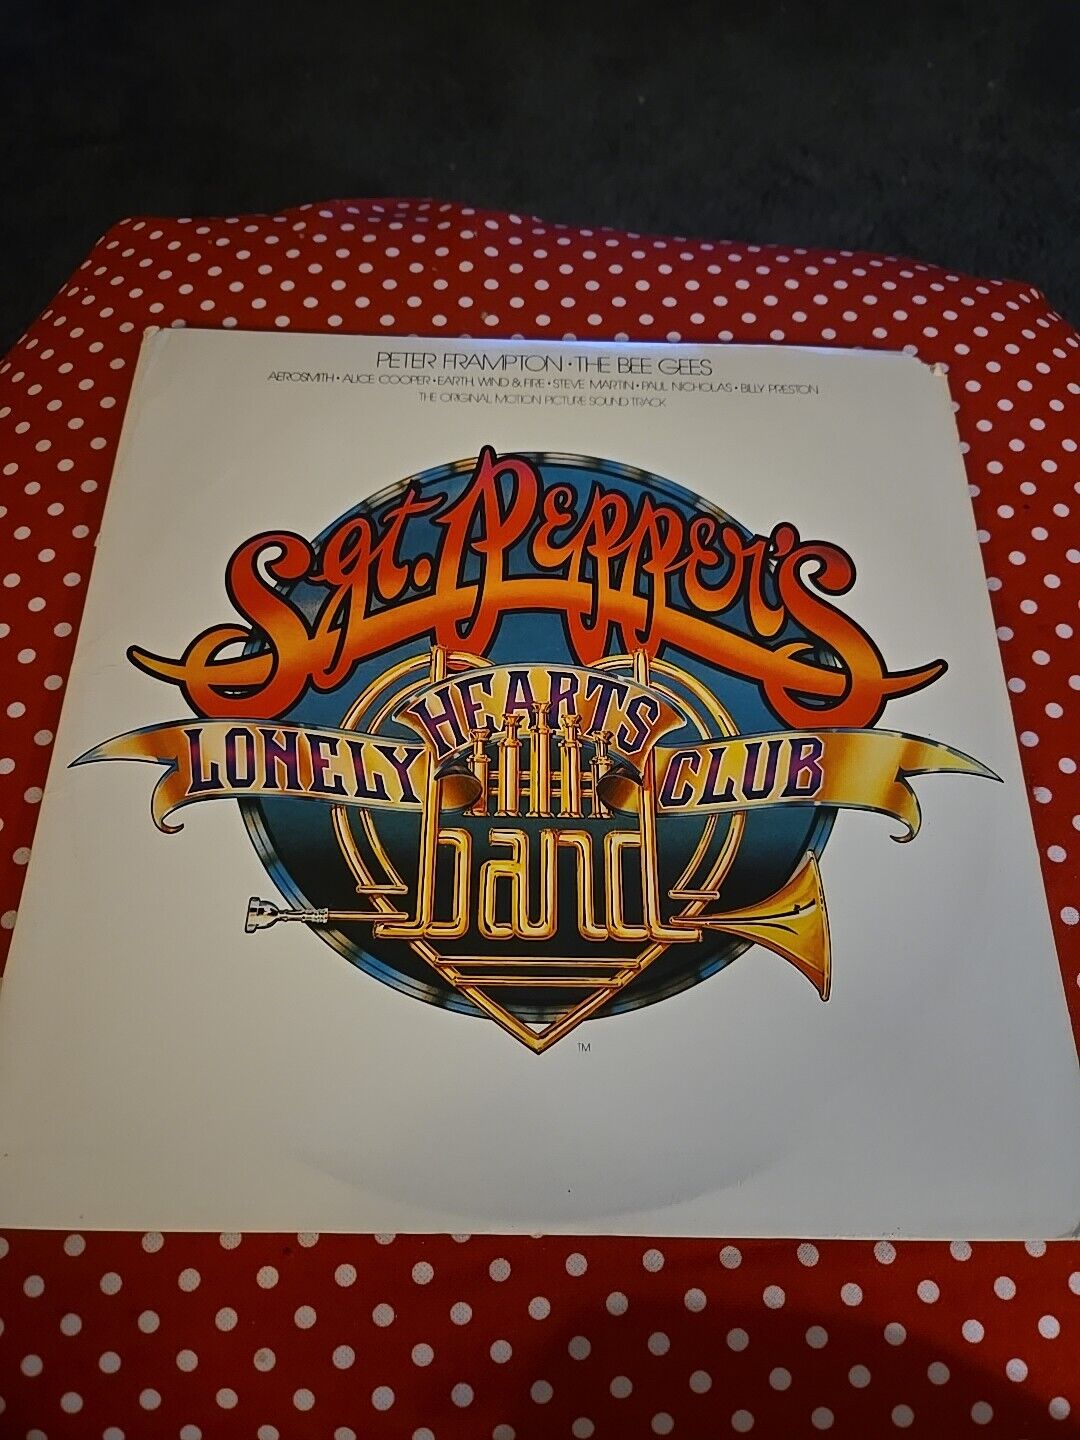 PETER FRAMPTON • THE BEE GEES
AEROSMITH • ALICE COOPER • EARTH, WIND & FIRE • STEVE MARTIN • PAUL NICHOLAS • BILLY PRESTON
THE ORIGINAL MOTION PICTURE SOUND TRACK
Sgt. Pepper's
LONELY HEARTS CLUB
band
TM